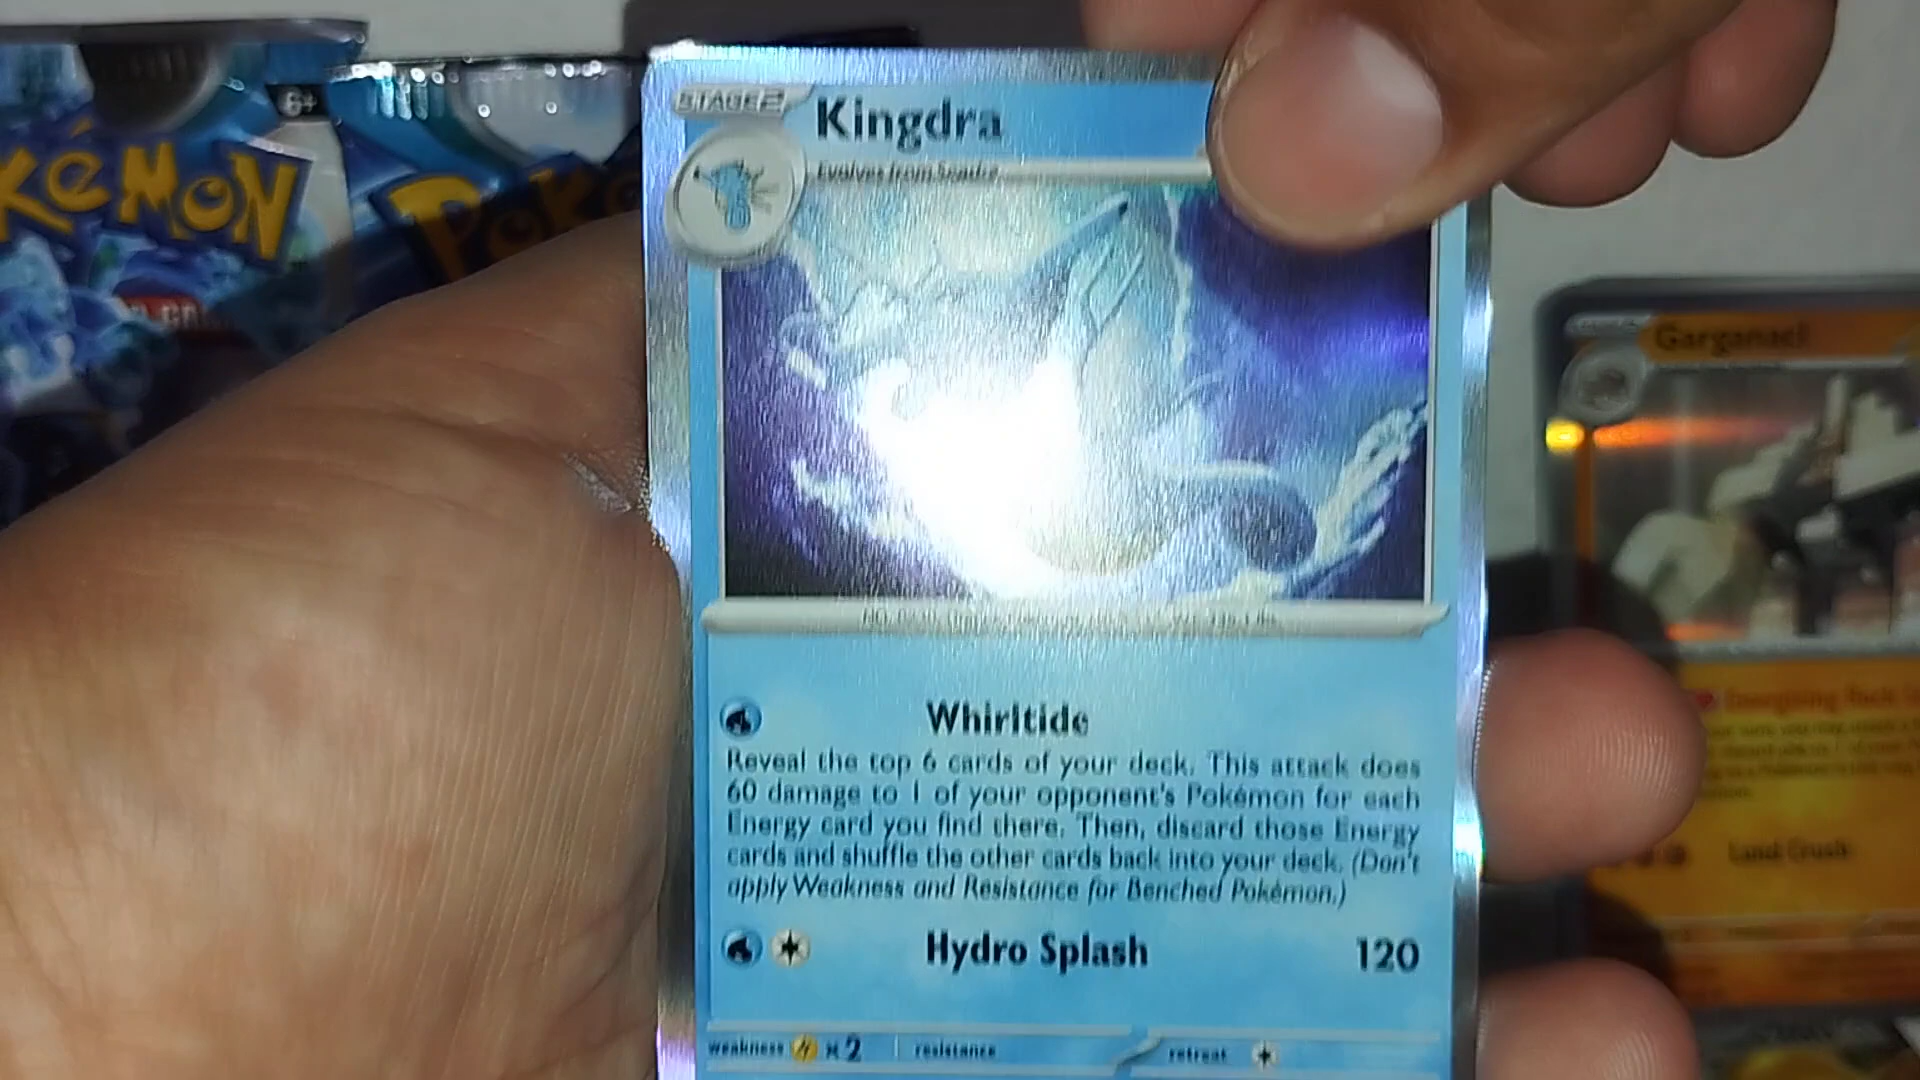 6+
POKÉMON
POKÉ
STAGE 2
Kingdra
Evolves from Seadra
Whirltide
Reveal the top 6 cards of your deck. This attack does
60 damage to 1 of your opponent's Pokémon for each
Energy card you find there. Then, discard those Energy
cards and shuffle the other cards back into your deck. (Don't
apply Weakness and Resistance for Benched Pokémon.)
Hydro Splash 120
weakness ×2 resistance retreat
Garganacl
Land Crush